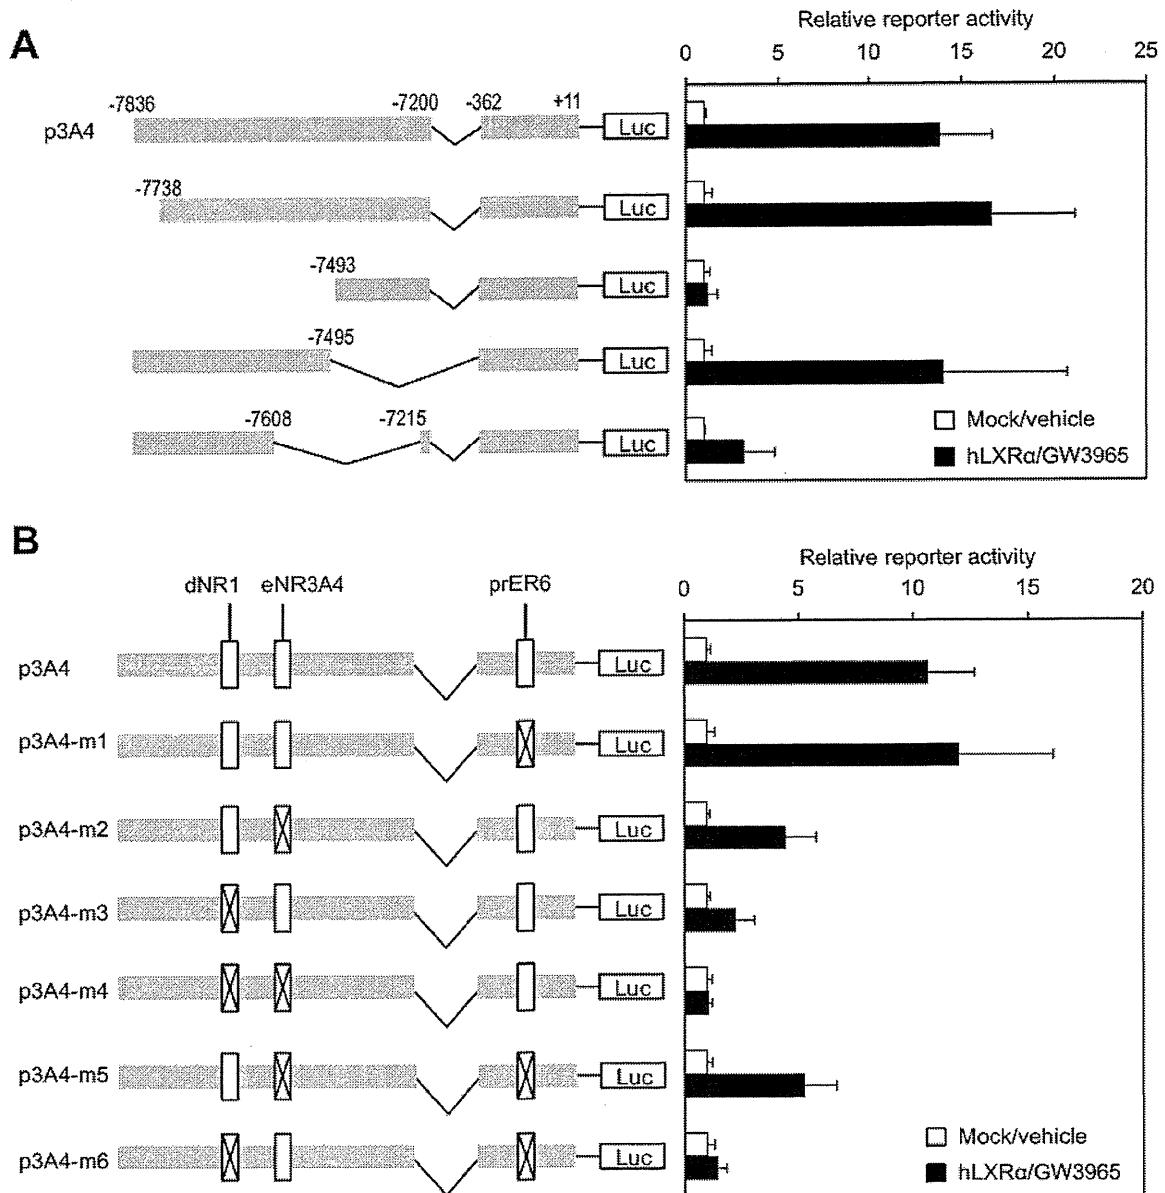 A
Relative reporter activity
0 5 10 15 20 25
-7836 -7200 -362 +11
p3A4 Luc
-7738
Luc
-7493
Luc
-7495
Luc
-7608 -7215
Luc
Mock/vehicle
hLXRα/GW3965
B
Relative reporter activity
dNR1 eNR3A4 prER6
0 5 10 15 20
p3A4 Luc
p3A4-m1 Luc
p3A4-m2 Luc
p3A4-m3 Luc
p3A4-m4 Luc
p3A4-m5 Luc
p3A4-m6 Luc
Mock/vehicle
hLXRα/GW3965